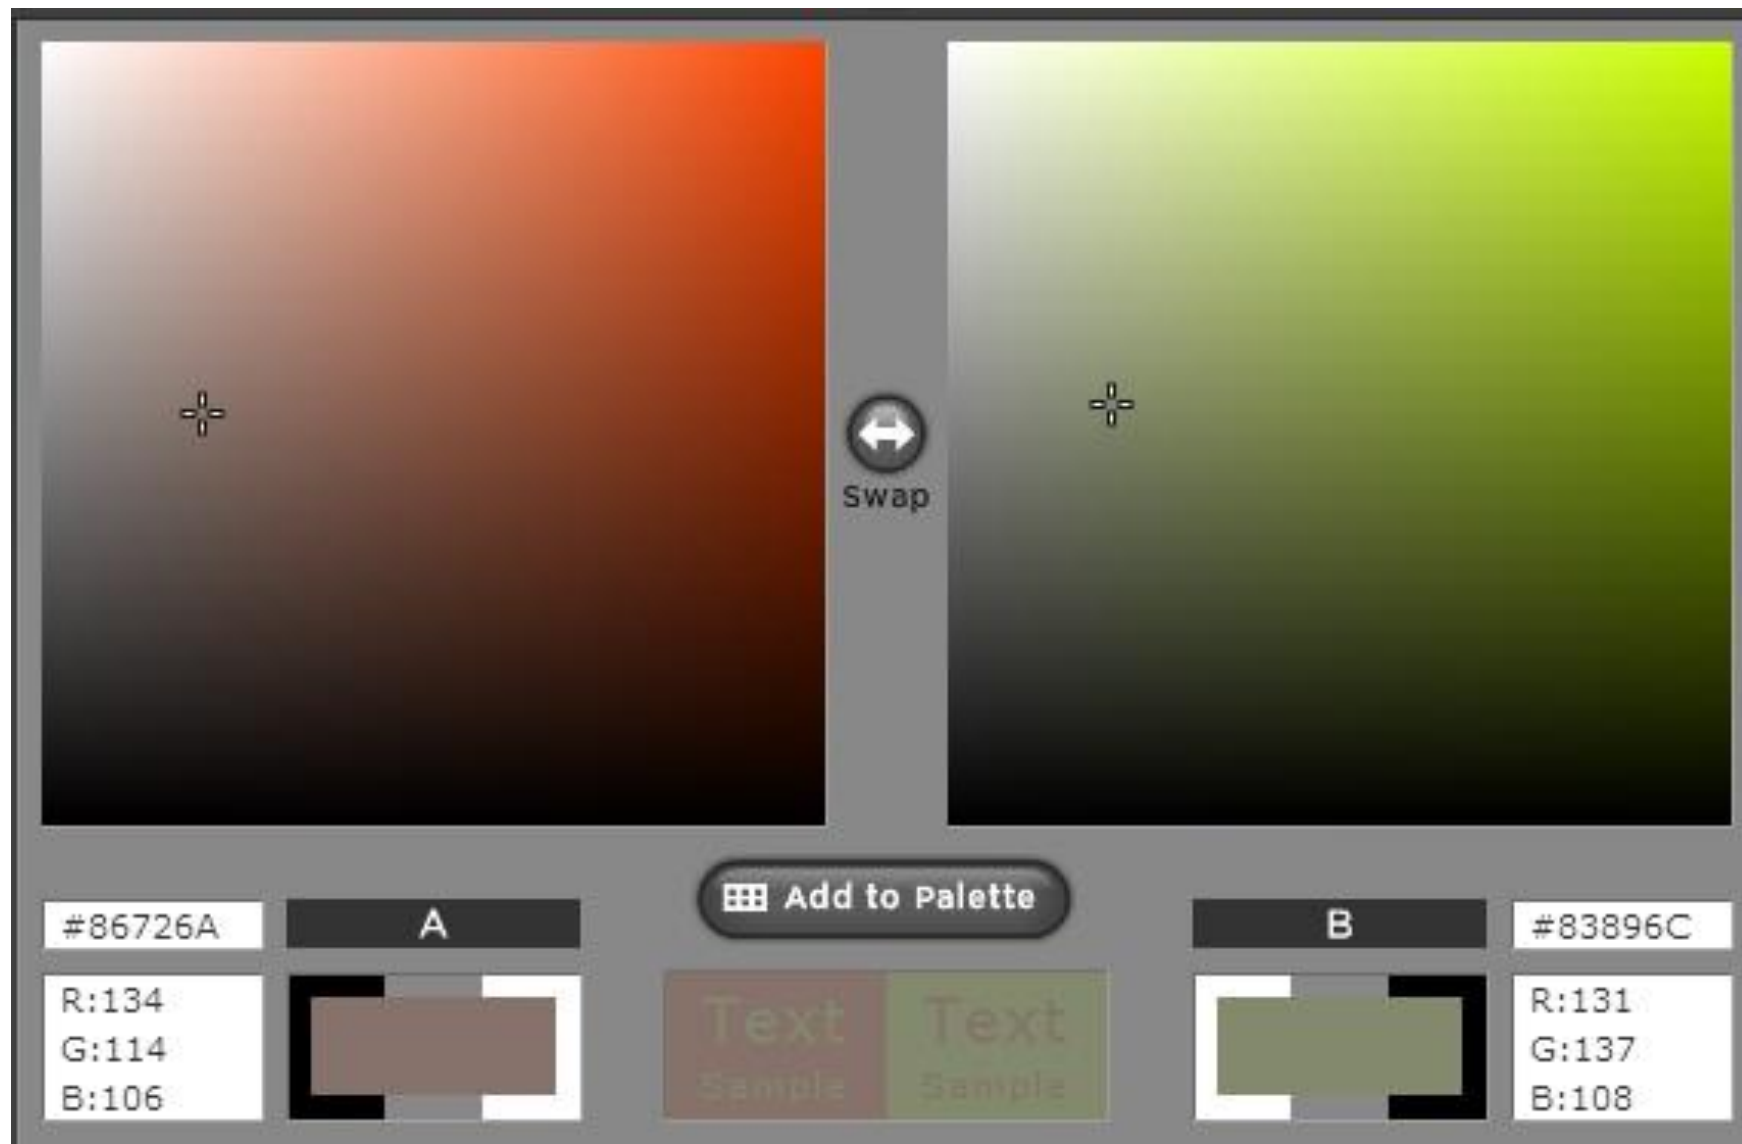 Swap
Add to Palette
#86726A
A
B
#83896C
R:134
G:114
B:106
Text
Sample
Text
Sample
R:131
G:137
B:108